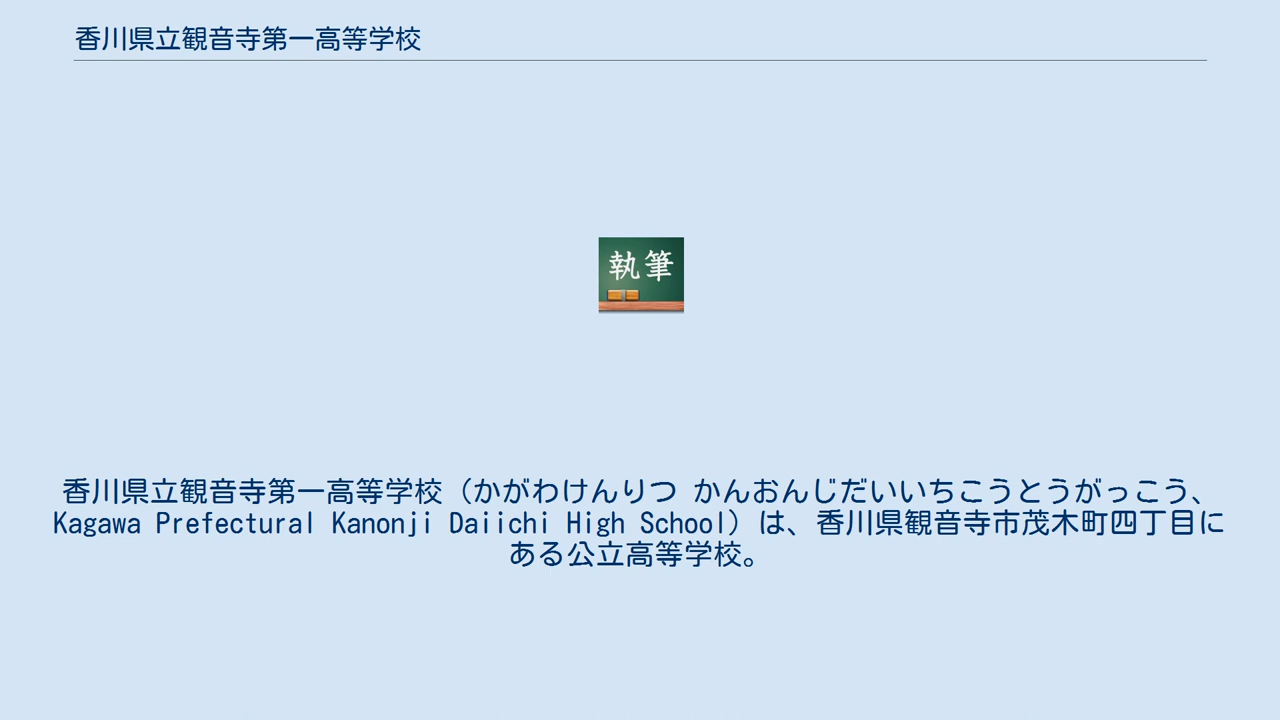 香川県立観音寺第一高等学校
執筆
香川県立観音寺第一高等学校（かがわけんりつ かんおんじだいいちこうとうがっこう、
Kagawa Prefectural Kanonji Daiichi High School）は、香川県観音寺市茂木町四丁目に
ある公立高等学校。